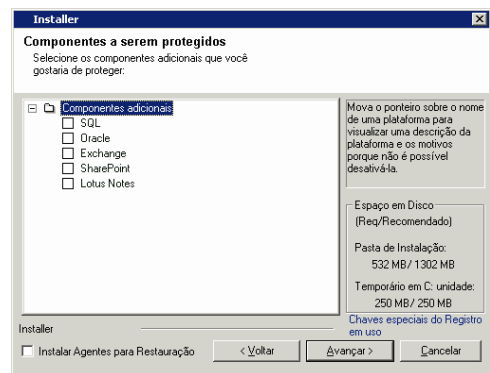 Installer
Componentes a serem protegidos
Selecione os componentes adicionais que você
gostaria de proteger:
Componentes adicionais
SQL
Oracle
Exchange
SharePoint
Lotus Notes
Mova o ponteiro sobre o nome
de uma plataforma para
visualizar uma descrição da
plataforma e os motivos
porque não é possível
desativá-la.
Espaço em Disco
(Req/Recomendado)
Pasta de Instalação:
532 MB/ 1302 MB
Temporário em C: unidade:
250 MB/ 250 MB
Chaves especiais do Registro
em uso
Installer
Instalar Agentes para Restauração
< Voltar
Avançar >
Cancelar